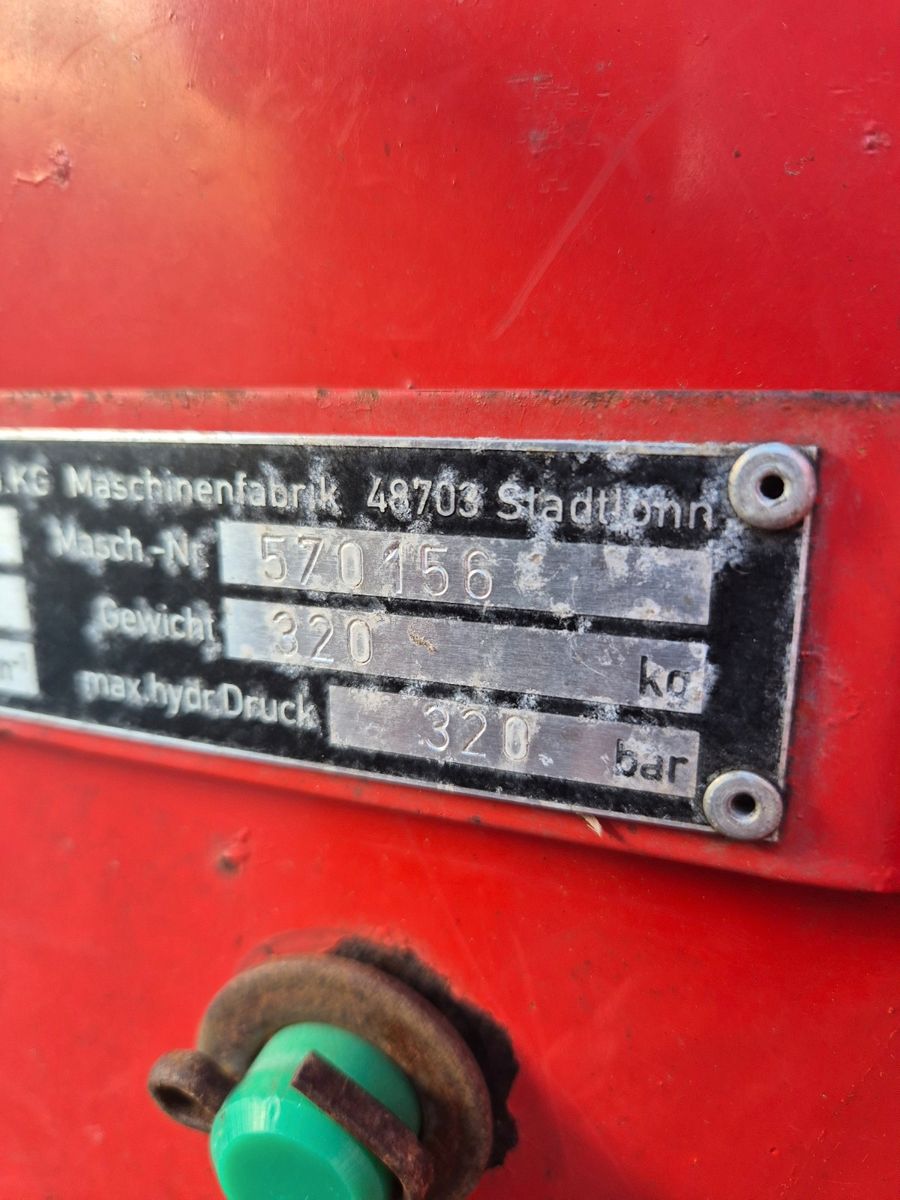 .KG Maschinenfabrik 48703 Stadtlohn
Masch.-Nr. 570156
Gewicht 320 kg
max.hydr.Druck 320 bar